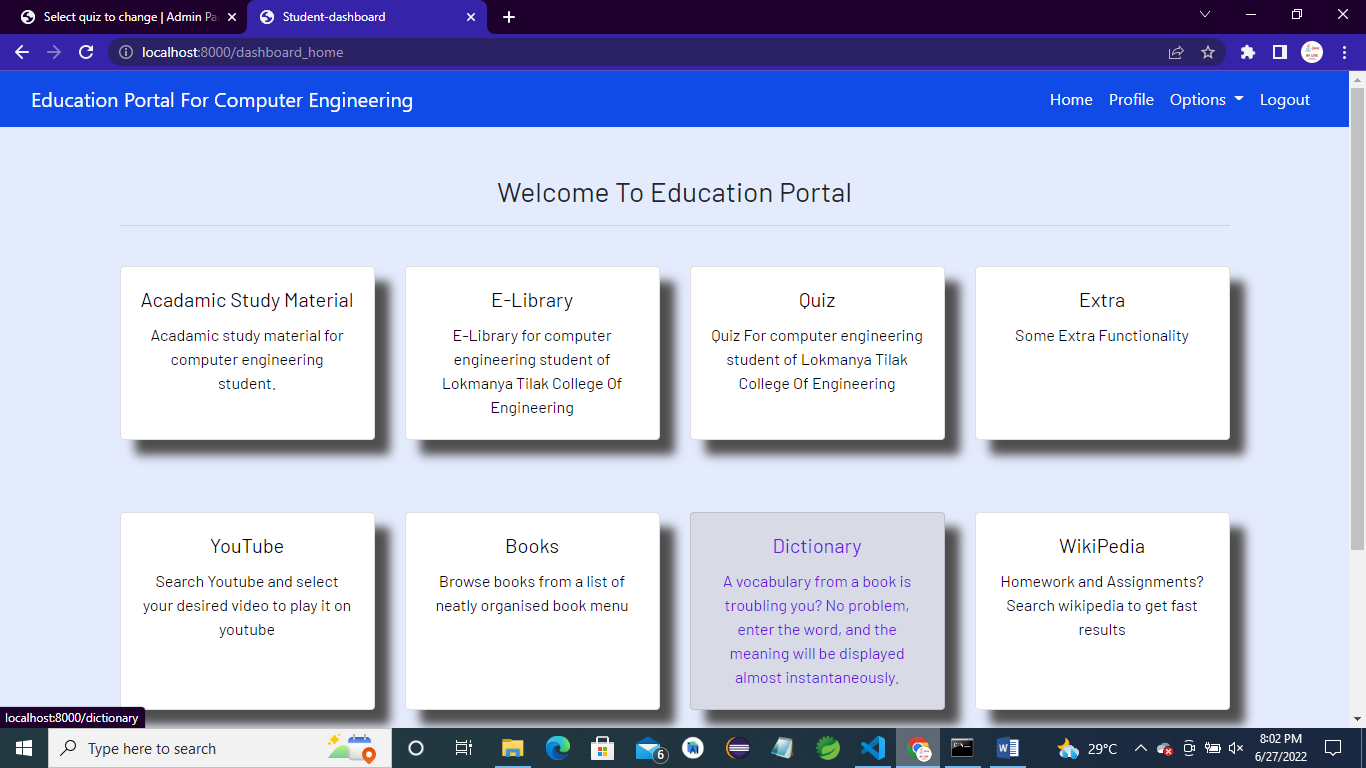 Select quiz to change | Admin Pa
Student-dashboard
localhost:8000/dashboard_home
Education Portal For Computer Engineering
Home
Profile
Options
Logout
Welcome To Education Portal
Acadamic Study Material
Acadamic study material for
computer engineering
student.
E-Library
E-Library for computer
engineering student of
Lokmanya Tilak College Of
Engineering
Quiz
Quiz For computer engineering
student of Lokmanya Tilak
College Of Engineering
Extra
Some Extra Functionality
YouTube
Search Youtube and select
your desired video to play it on
youtube
Books
Browse books from a list of
neatly organised book menu
Dictionary
A vocabulary from a book is
troubling you? No problem,
enter the word, and the
meaning will be displayed
almost instantaneously.
WikiPedia
Homework and Assignments?
Search wikipedia to get fast
results
localhost:8000/dictionary
Type here to search
6
29°C
8:02 PM
6/27/2022